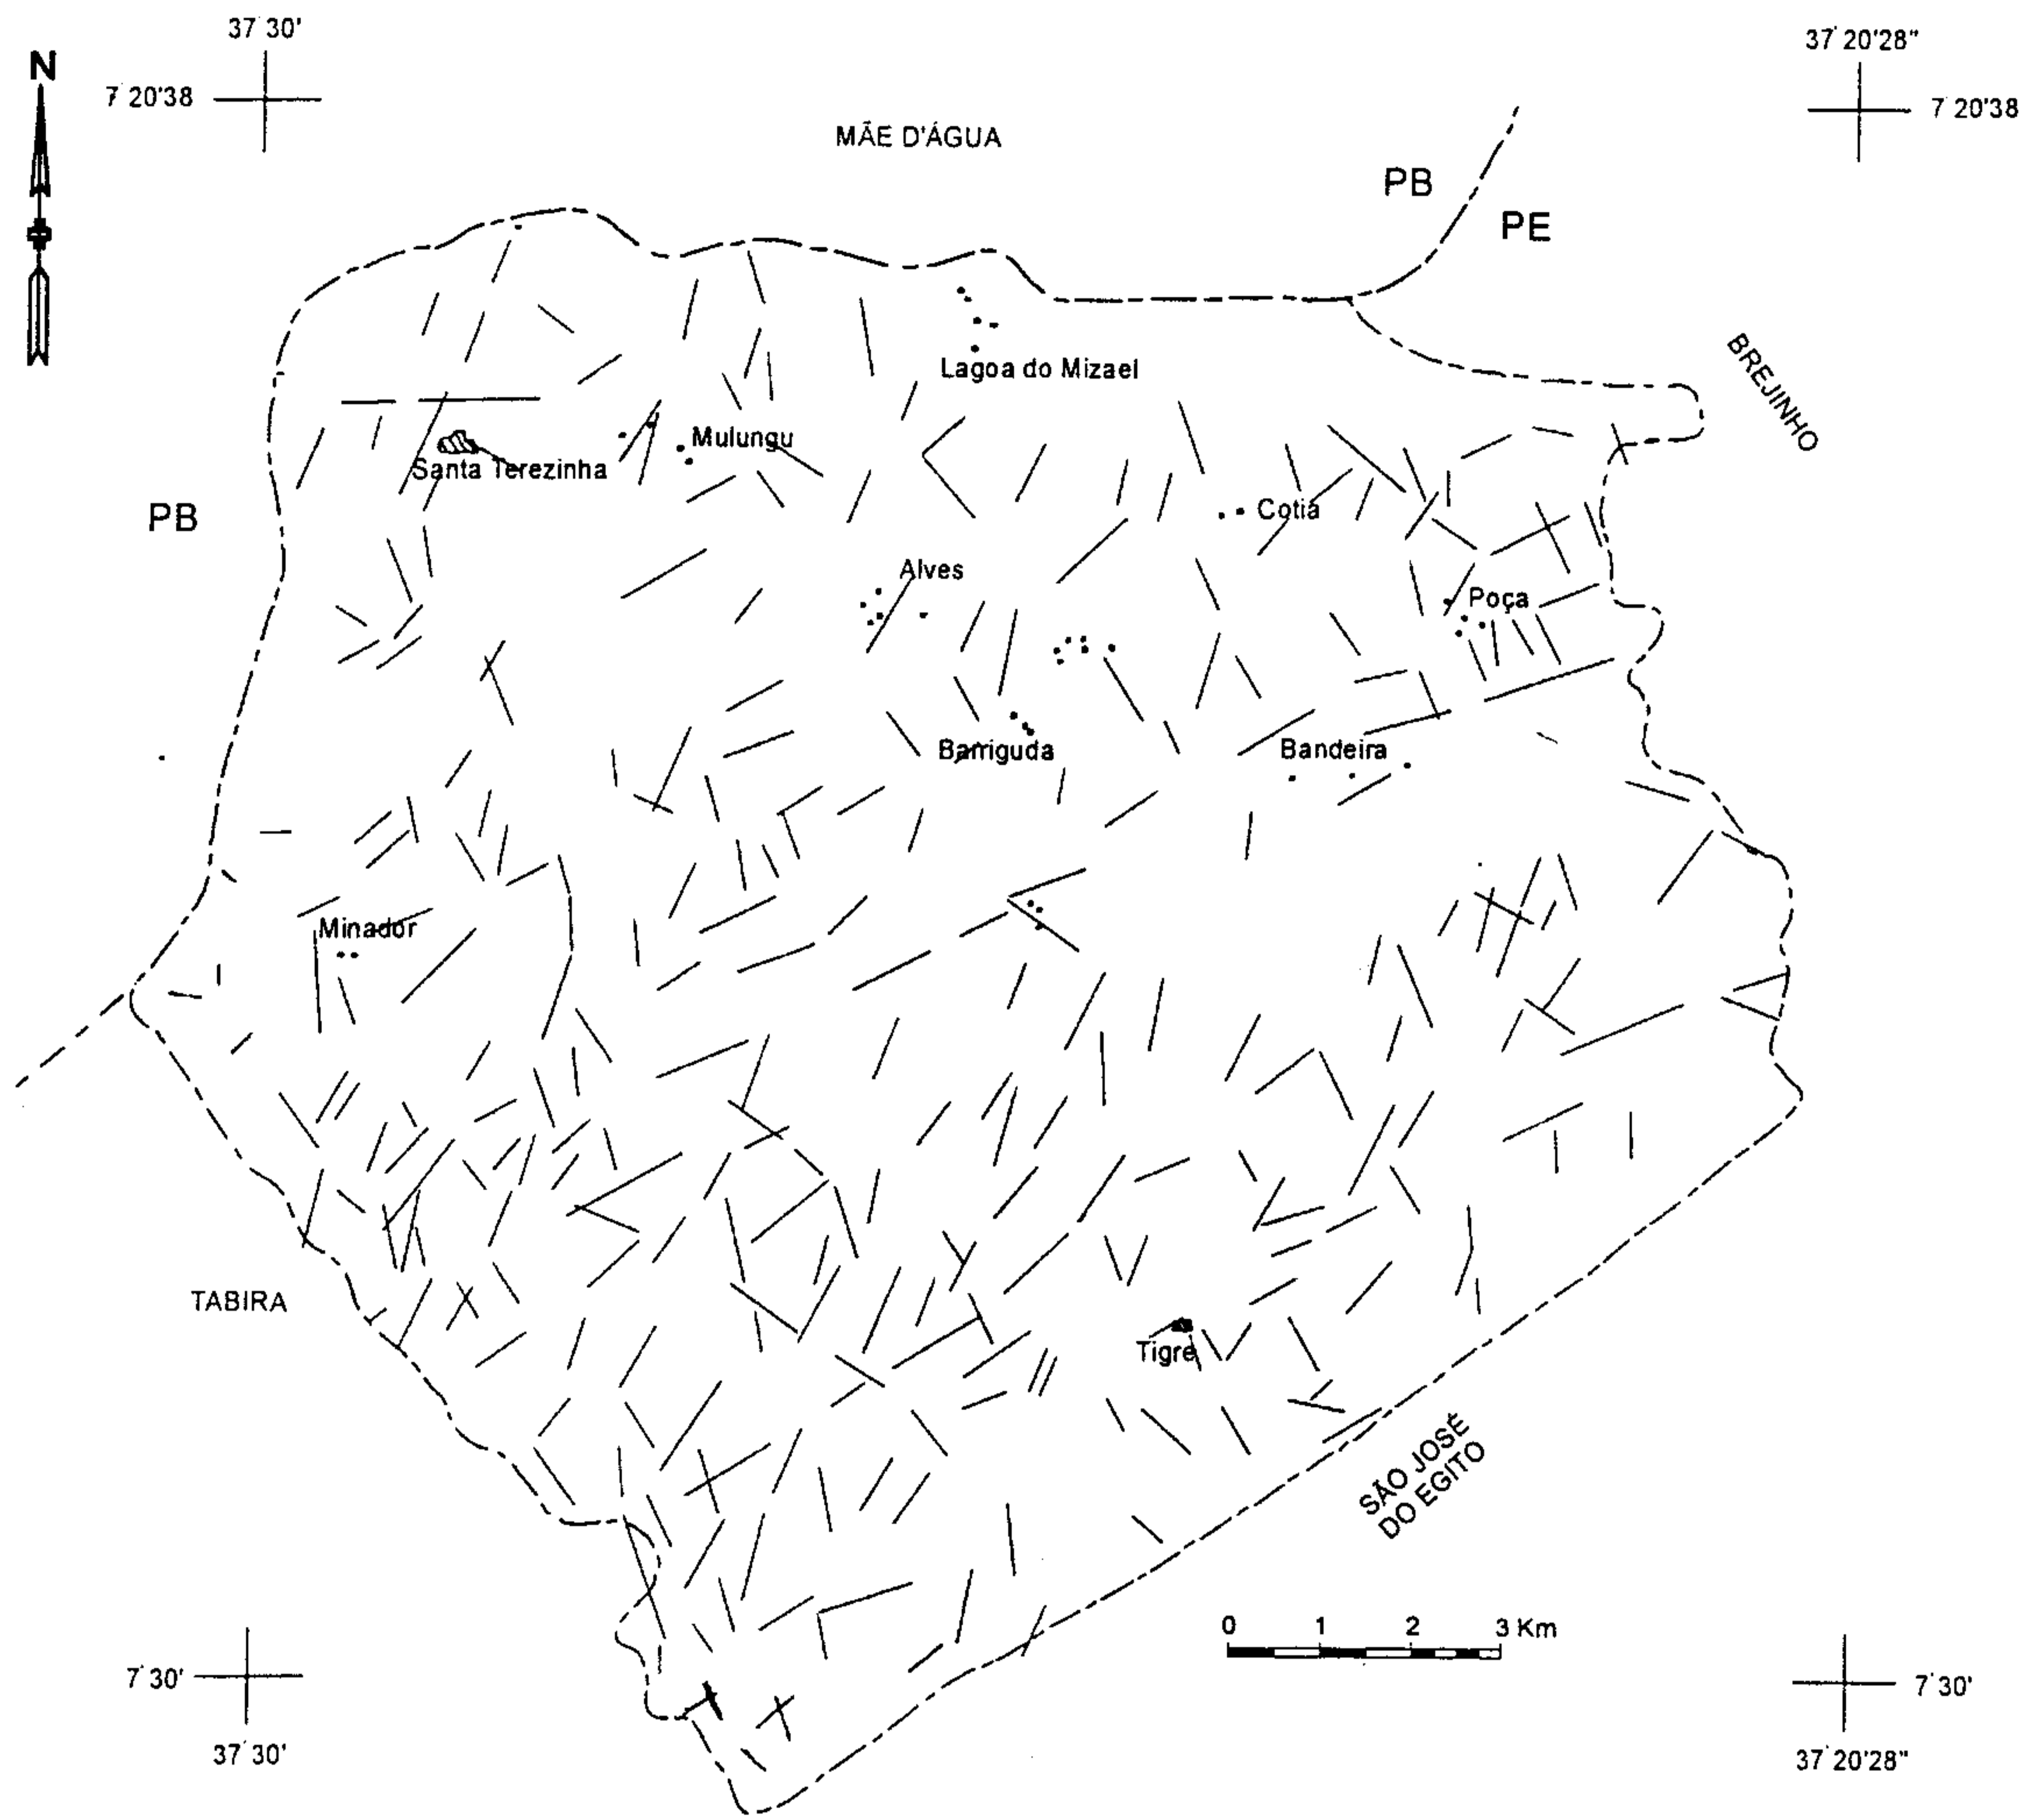 37°30'
37°20'28"
N
7°20'38
7°20'38
MÃE D'ÁGUA
PB
PE
BREJINHO
Lagoa do Mizael
Mulungu
Santa Terezinha
PB
Cotiá
Alves
Poça
Barriguda
Bandeira
Minador
TABIRA
Tigre
SÃO JOSÉ
DO EGITO
0 1 2 3 Km
7°30'
7°30'
37°30'
37°20'28"